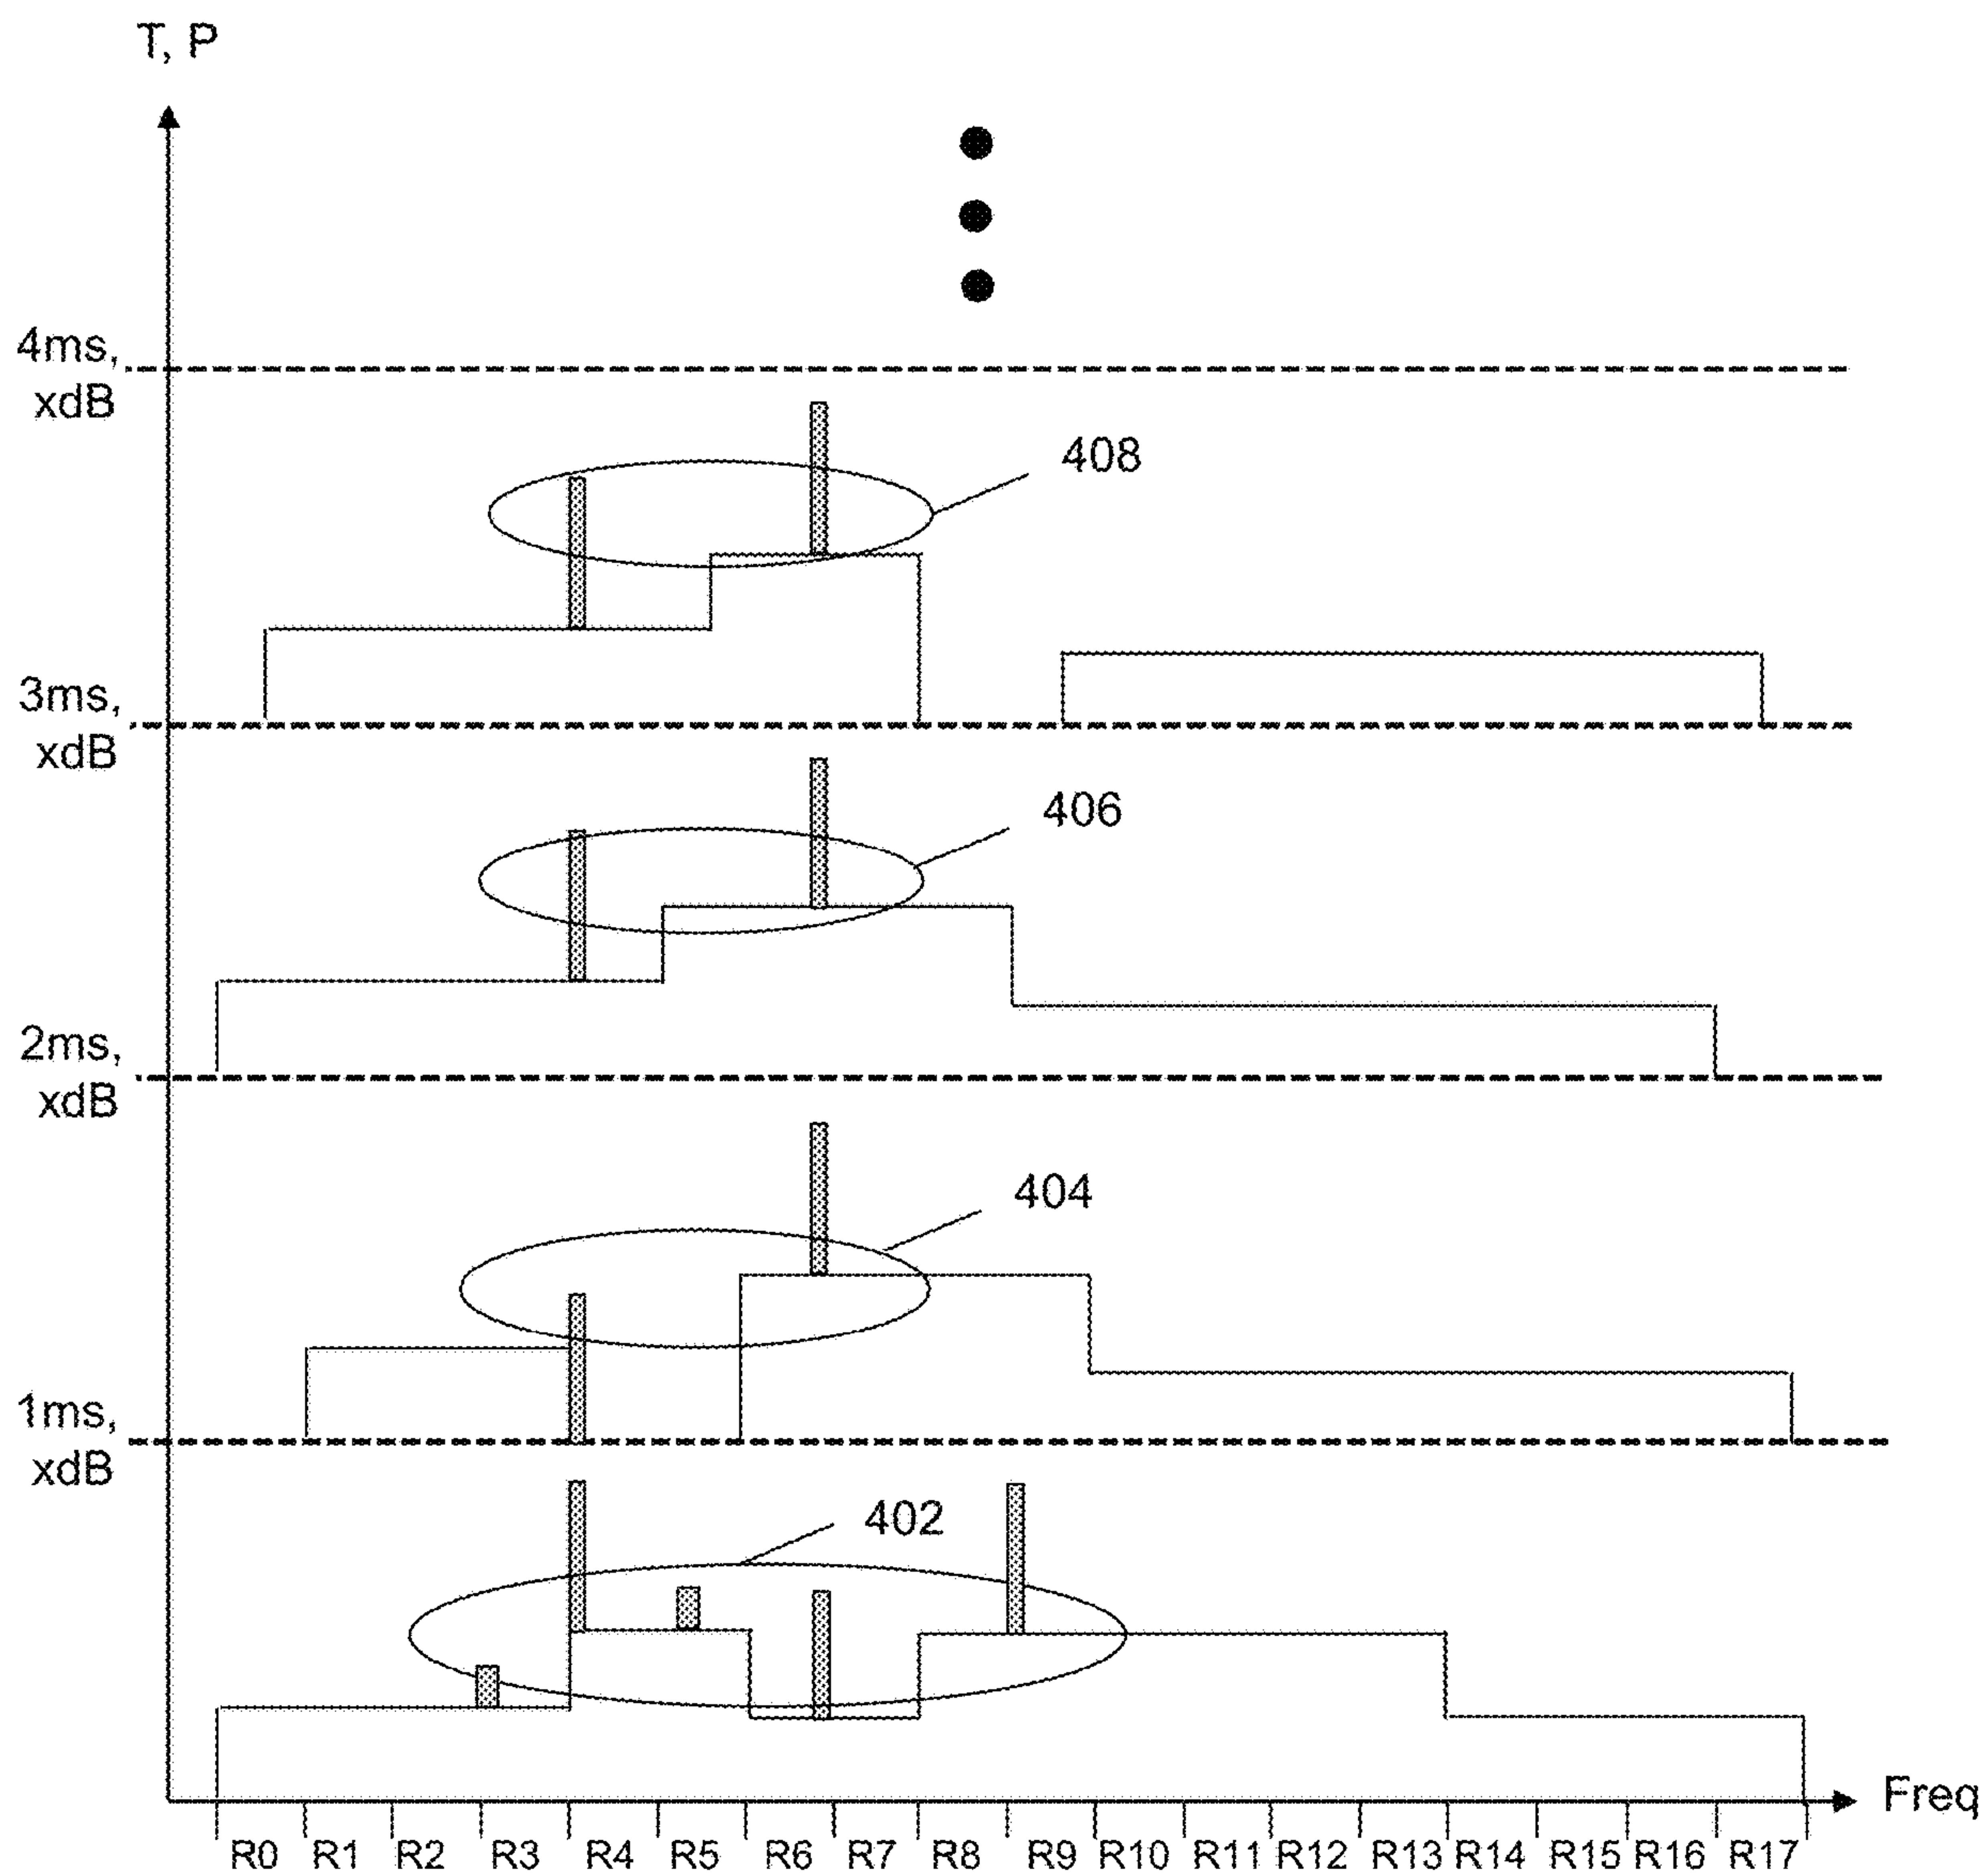 T, P
4ms,
xdB
408
3ms,
xdB
406
2ms,
xdB
404
1ms,
xdB
402
Freq
R0 R1 R2 R3 R4 R5 R6 R7 R8 R9 R10 R11 R12 R13 R14 R15 R16 R17